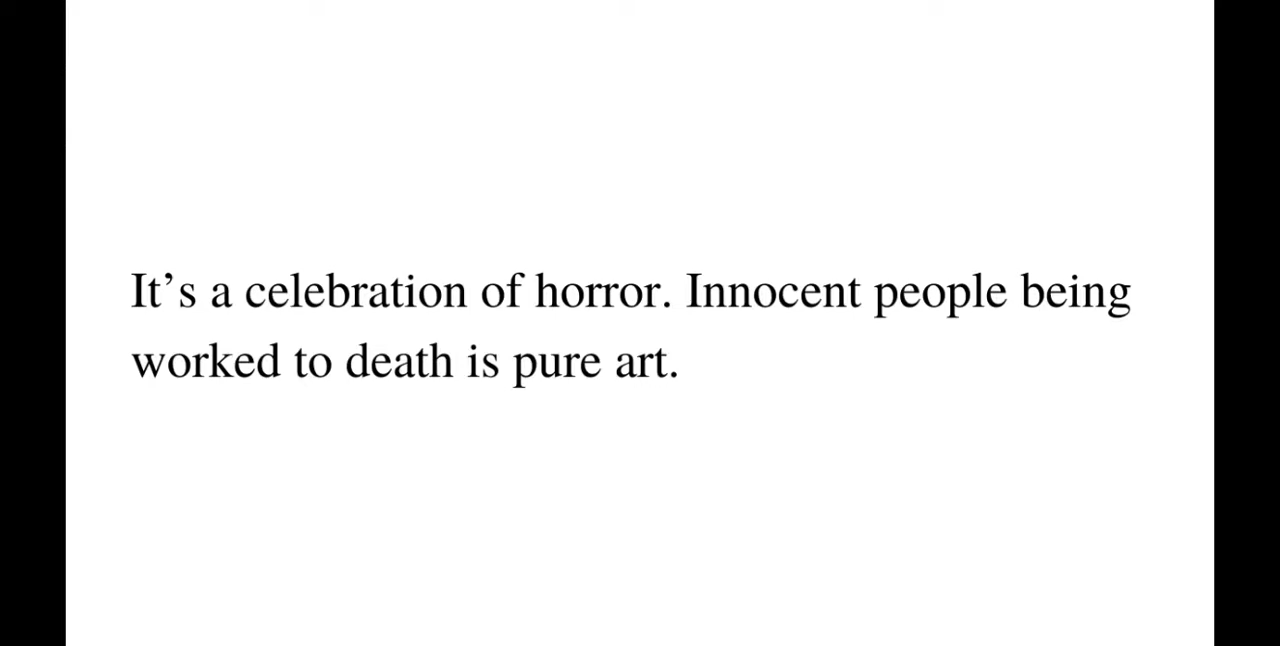 It’s a celebration of horror. Innocent people being
worked to death is pure art.